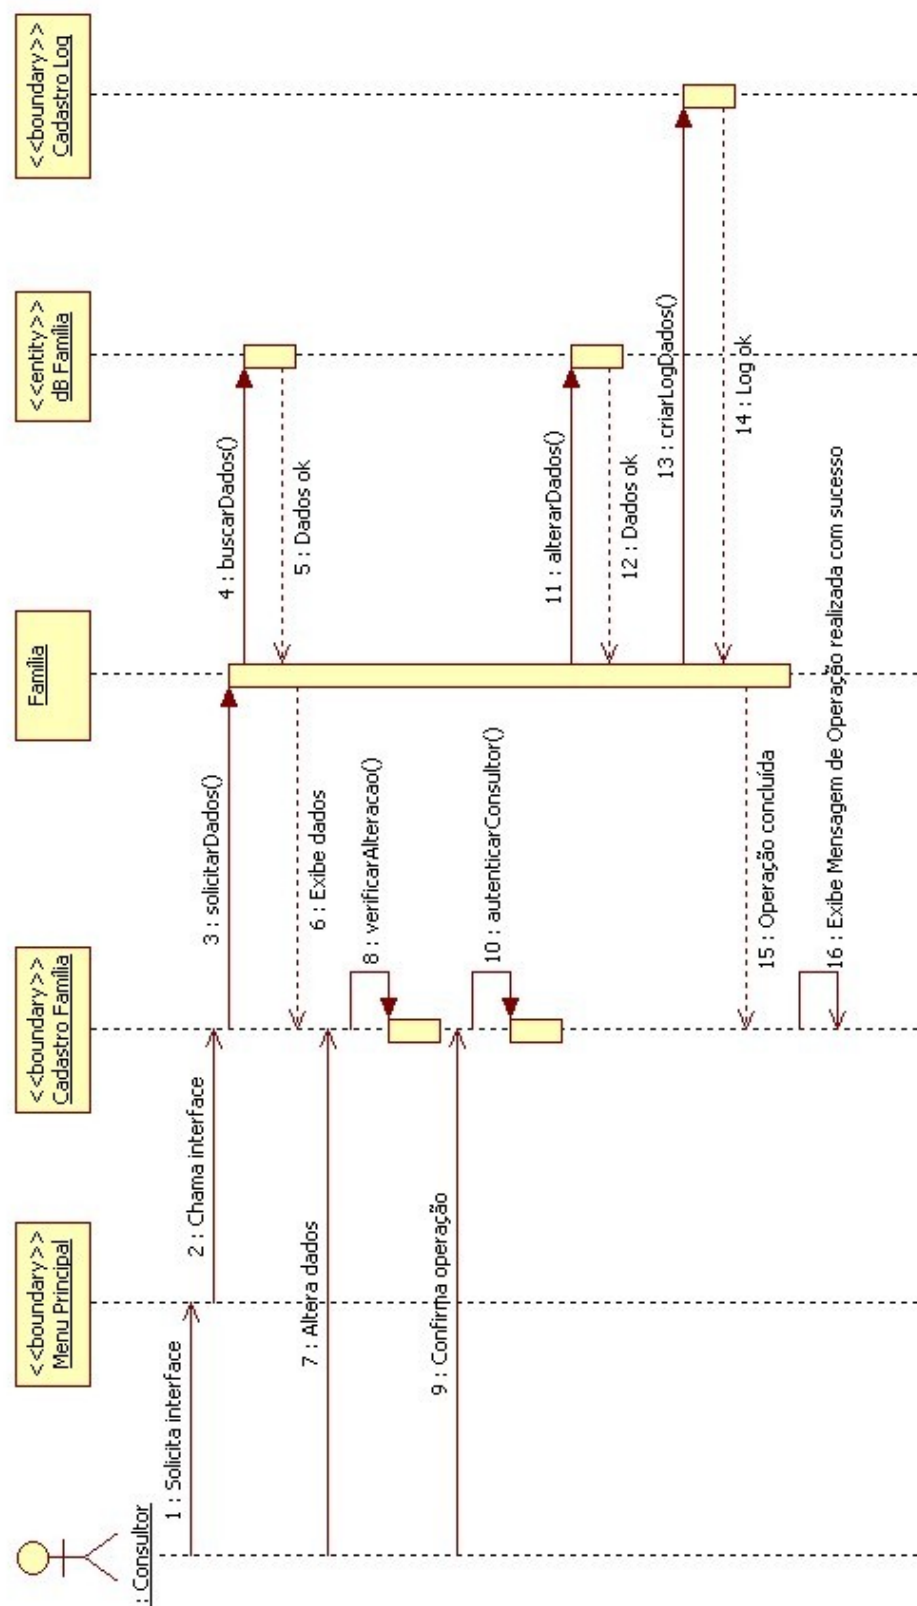 : Consultor
<<boundary>>
Menu Principal
<<boundary>>
Cadastro Família
Família
<<entity>>
dB Família
<<boundary>>
Cadastro Log
1 : Solicita interface
2 : Chama interface
3 : solicitarDados()
4 : buscarDados()
5 : Dados ok
6 : Exibe dados
7 : Altera dados
8 : verificarAlteracao()
9 : Confirma operação
10 : autenticarConsultor()
11 : alterarDados()
12 : Dados ok
13 : criarLogDados()
14 : Log ok
15 : Operação concluída
16 : Exibe Mensagem de Operação realizada com sucesso